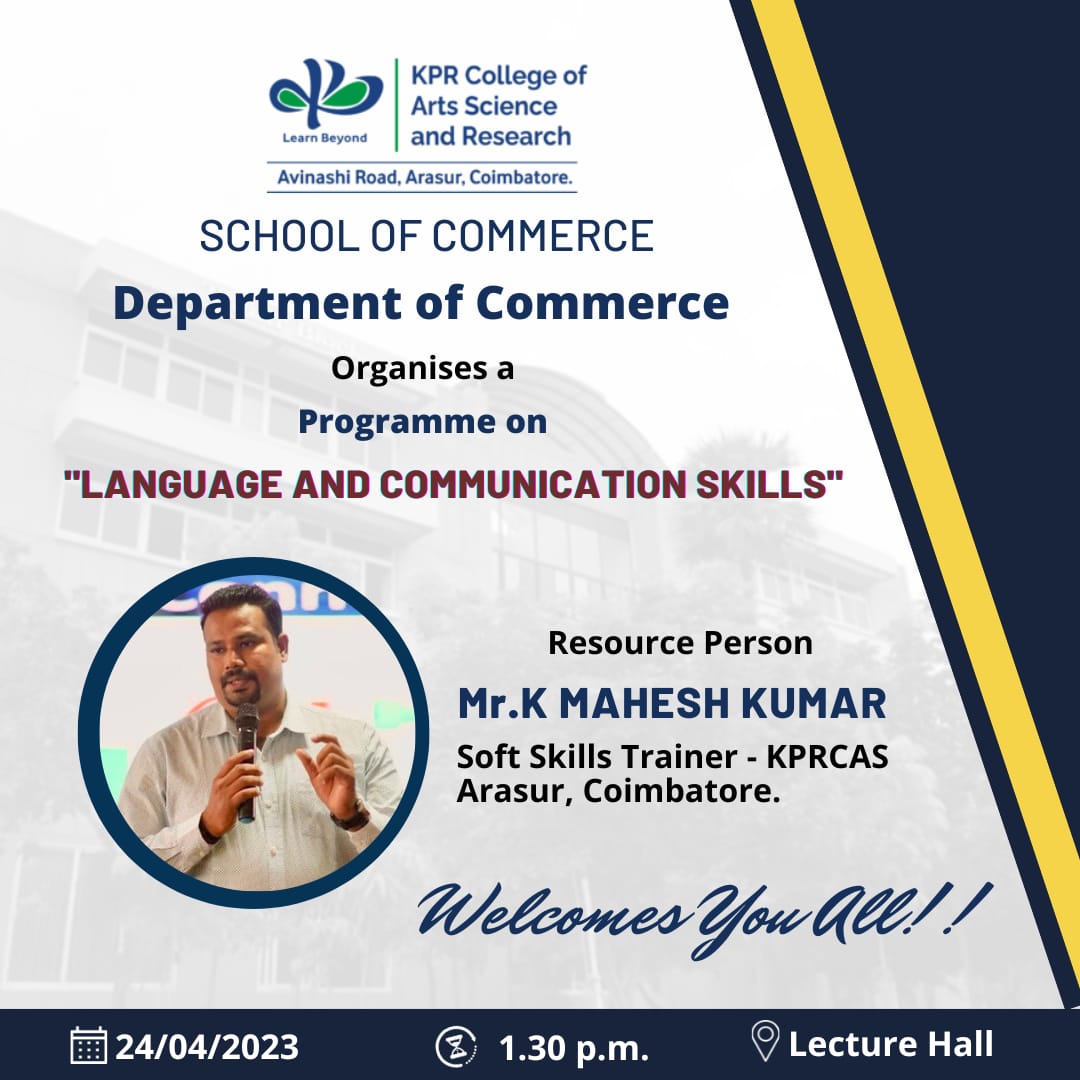 KPR College of
Arts Science
and Research
Learn Beyond
Avinashi Road, Arasur, Coimbatore.
SCHOOL OF COMMERCE
Department of Commerce
Organises a
Programme on
"LANGUAGE AND COMMUNICATION SKILLS"
Resource Person
Mr.K MAHESH KUMAR
Soft Skills Trainer - KPRCAS
Arasur, Coimbatore.
Welcomes You All!!
24/04/2023
1.30 p.m.
Lecture Hall